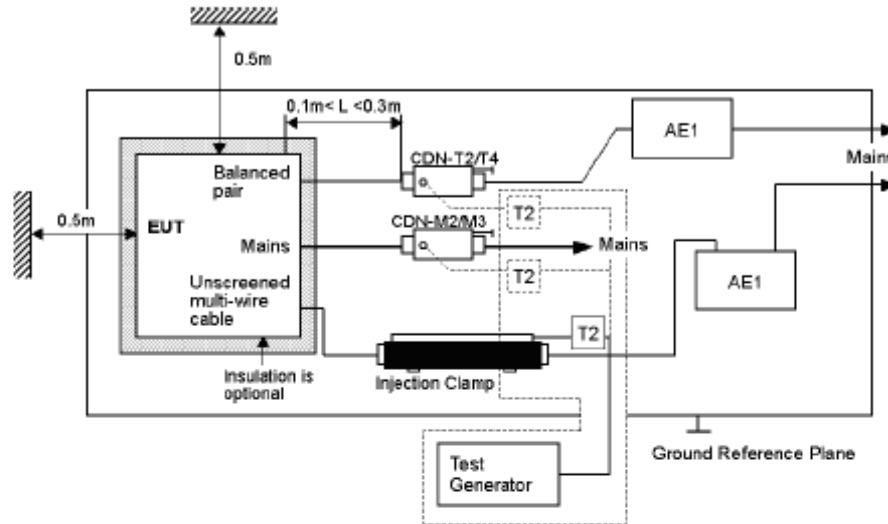 0.5m
0.1m< L <0.3m
AE1
Mains
CDN-T2/T4
Balanced
pair
T2
0.5m
EUT
CDN-M2/M3
Mains
Mains
T2
AE1
Unscreened
multi-wire
cable
T2
Insulation is
optional
Injection Clamp
Ground Reference Plane
Test
Generator